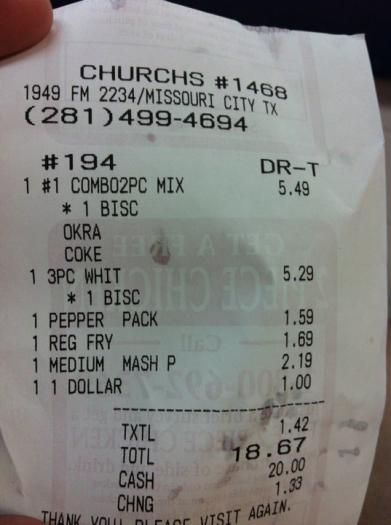 CHURCHS #1468
1949 FM 2234/MISSOURI CITY TX
(281)499-4694
#194 DR-T
1 #1 COMBO2PC MIX 5.49
* 1 BISC
OKRA
COKE
1 3PC WHIT 5.29
* 1 BISC
1 PEPPER PACK 1.59
1 REG FRY 1.69
1 MEDIUM MASH P 2.19
1 1 DOLLAR 1.00
TXTL 1.42
TOTL 18.67
CASH 20.00
CHNG 1.33
THANK YOU! PLEASE VISIT AGAIN.